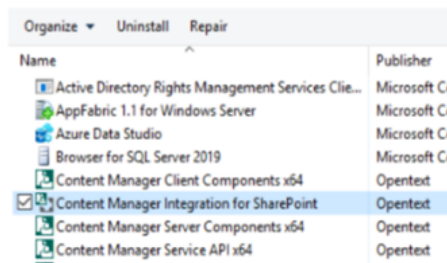 Organize Uninstall Repair
Name Publisher
Active Directory Rights Management Services Clie... Microsoft C
AppFabric 1.1 for Windows Server Microsoft C
Azure Data Studio Microsoft C
Browser for SQL Server 2019 Microsoft C
Content Manager Client Components x64 Opentext
Content Manager Integration for SharePoint Opentext
Content Manager Server Components x64 Opentext
Content Manager Service API x64 Opentext